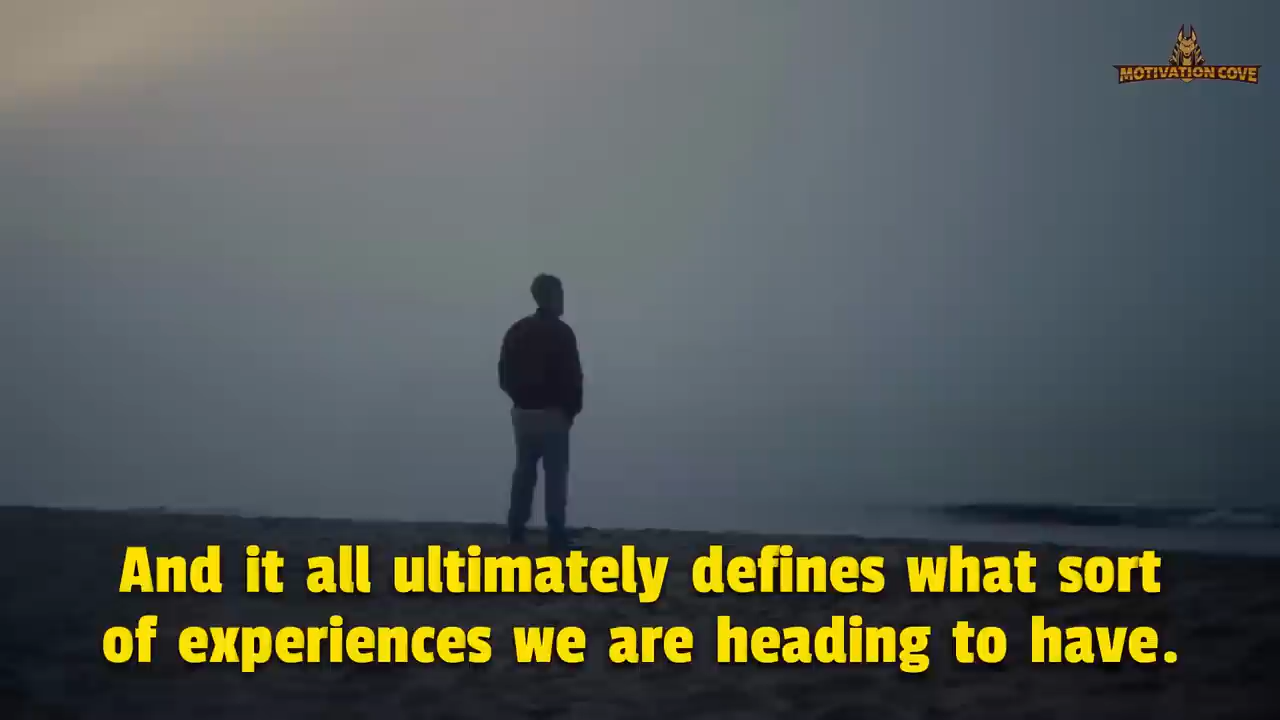 MOTIVATION COVE
And it all ultimately defines what sort
of experiences we are heading to have.